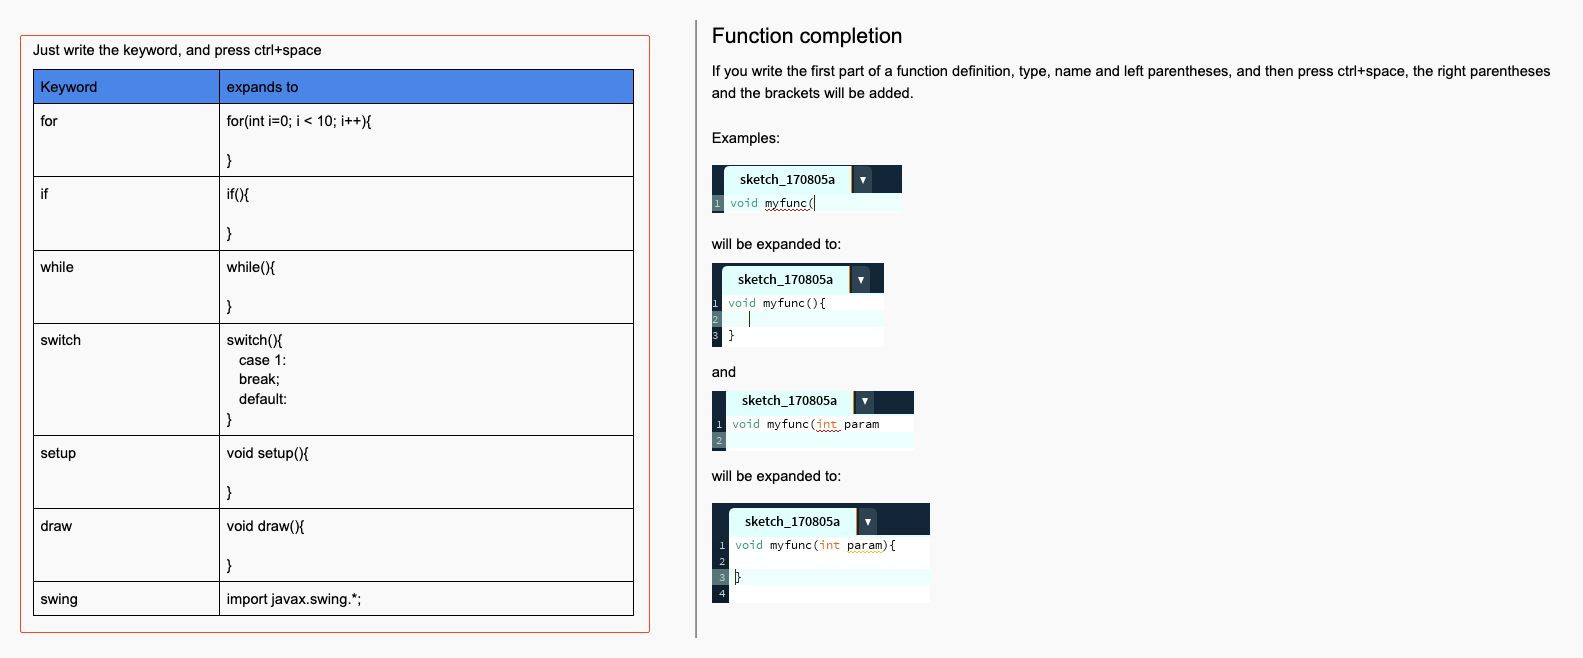 Just write the keyword, and press ctrl+space
Keyword expands to
for for(int i=0; i < 10; i++){
}
if if(){
}
while while(){
}
switch switch(){
case 1:
break;
default:
}
setup void setup(){
}
draw void draw(){
}
swing import javax.swing.*;
Function completion
If you write the first part of a function definition, type, name and left parentheses, and then press ctrl+space, the right parentheses
and the brackets will be added.
Examples:
sketch_170805a ▼
1 void myfunc(
will be expanded to:
sketch_170805a ▼
1 void myfunc(){
2
3 }
and
sketch_170805a ▼
1 void myfunc(int param
2
will be expanded to:
sketch_170805a ▼
1 void myfunc(int param){
2
3 }
4